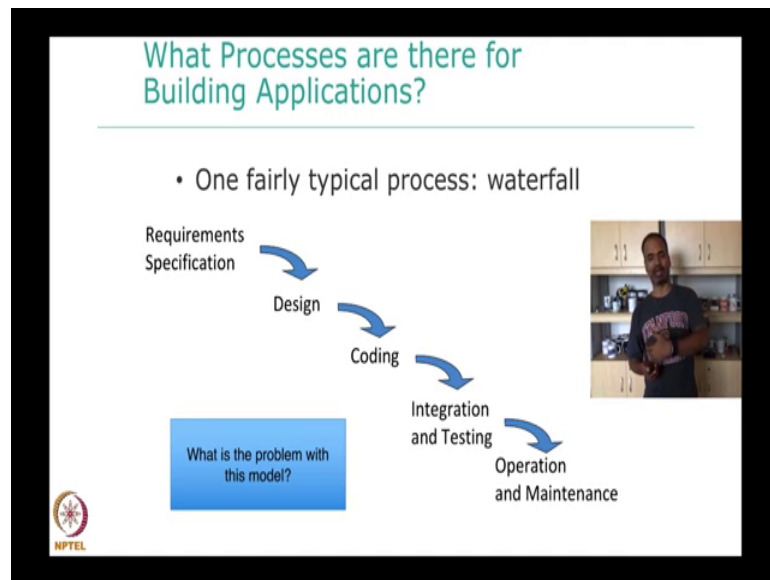 What Processes are there for
Building Applications?
• One fairly typical process: waterfall
Requirements
Specification
Design
Coding
Integration
and Testing
Operation
and Maintenance
What is the problem with
this model?
NPTEL